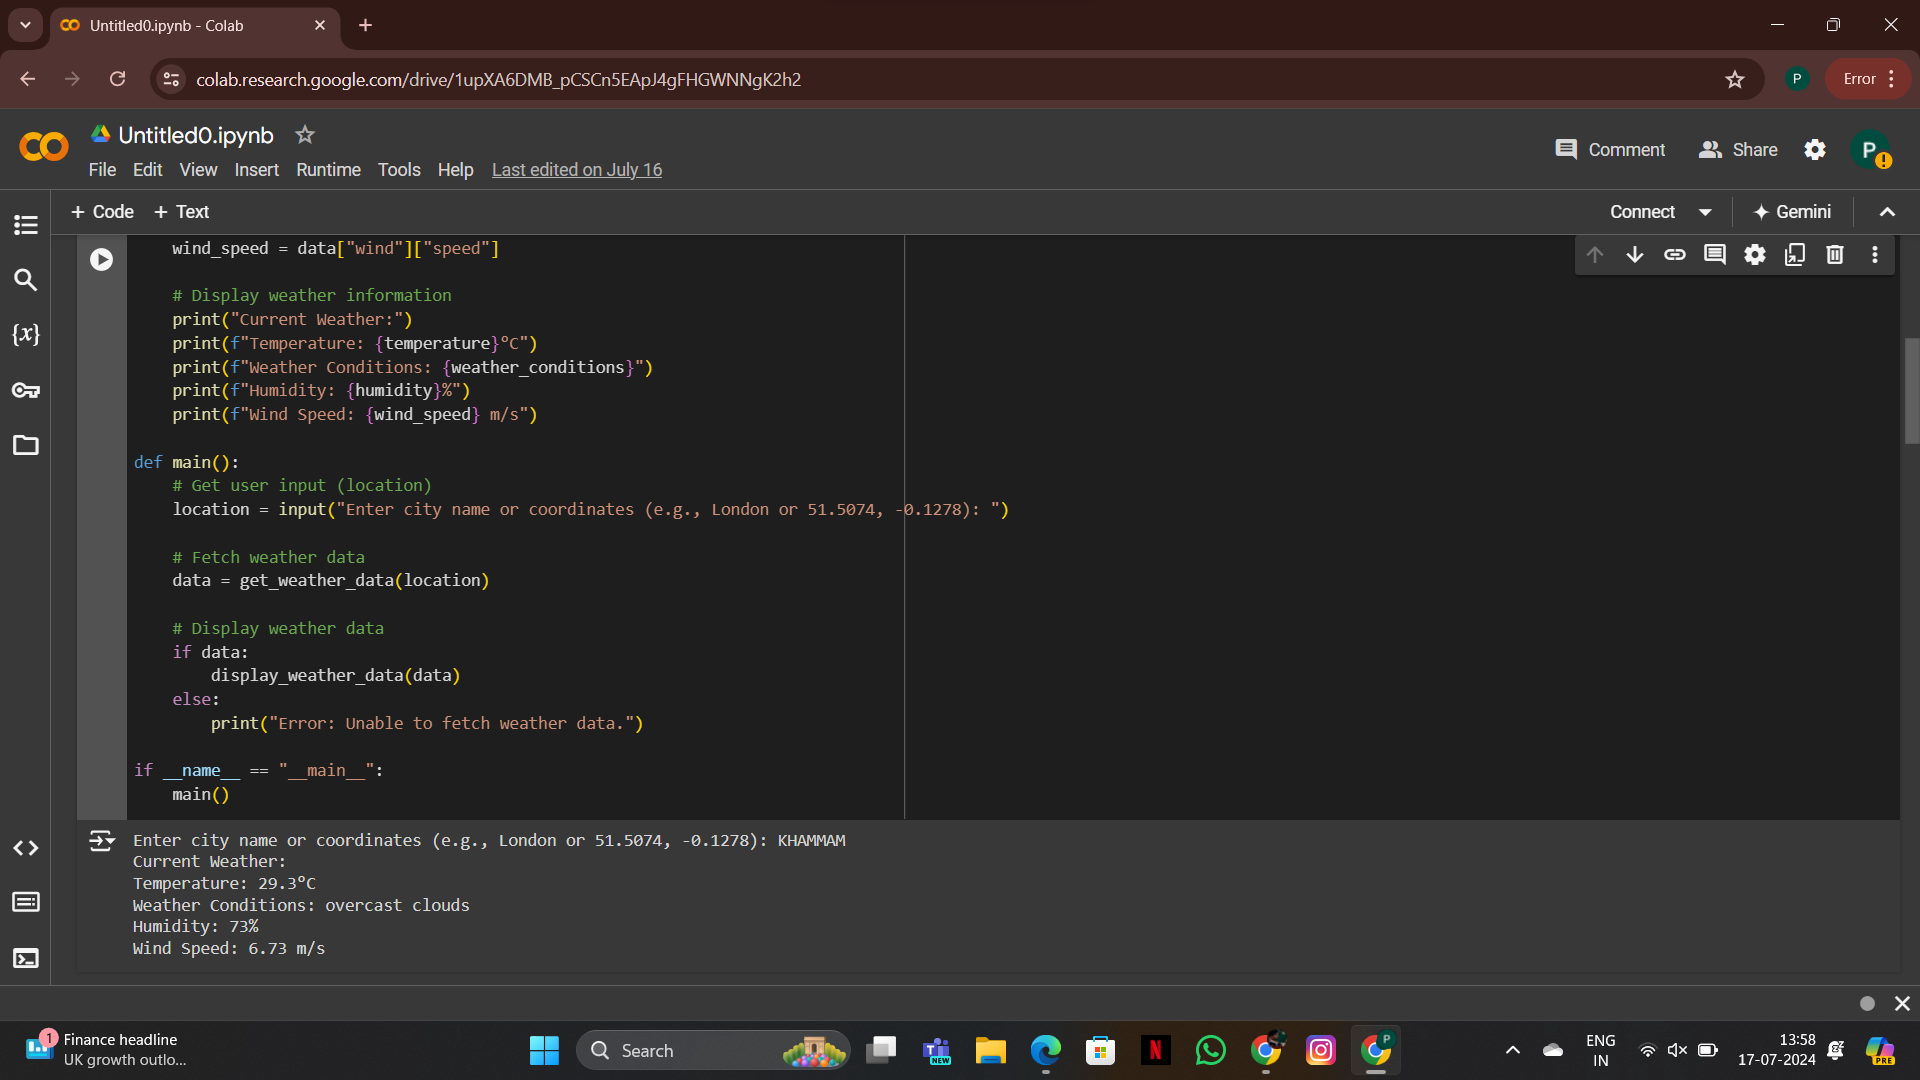 Untitled0.ipynb - Colab
colab.research.google.com/drive/1upXA6DMB_pCSCn5EApJ4gFHGWNNgK2h2
P
Error
Untitled0.ipynb
Comment
Share
P
File Edit View Insert Runtime Tools Help Last edited on July 16
+ Code + Text
Connect
Gemini
{x}
wind_speed = data["wind"]["speed"]
# Display weather information
print("Current Weather:")
print(f"Temperature: {temperature}°C")
print(f"Weather Conditions: {weather_conditions}")
print(f"Humidity: {humidity}%")
print(f"Wind Speed: {wind_speed} m/s")
def main():
# Get user input (location)
location = input("Enter city name or coordinates (e.g., London or 51.5074, -0.1278): ")
# Fetch weather data
data = get_weather_data(location)
# Display weather data
if data:
display_weather_data(data)
else:
print("Error: Unable to fetch weather data.")
if __name__ == "__main__":
main()
Enter city name or coordinates (e.g., London or 51.5074, -0.1278): KHAMMAM
Current Weather:
Temperature: 29.3°C
Weather Conditions: overcast clouds
Humidity: 73%
Wind Speed: 6.73 m/s
1
Finance headline
UK growth outlo...
Search
NEW
N
P
ENG
IN
13:58
17-07-2024
PRE